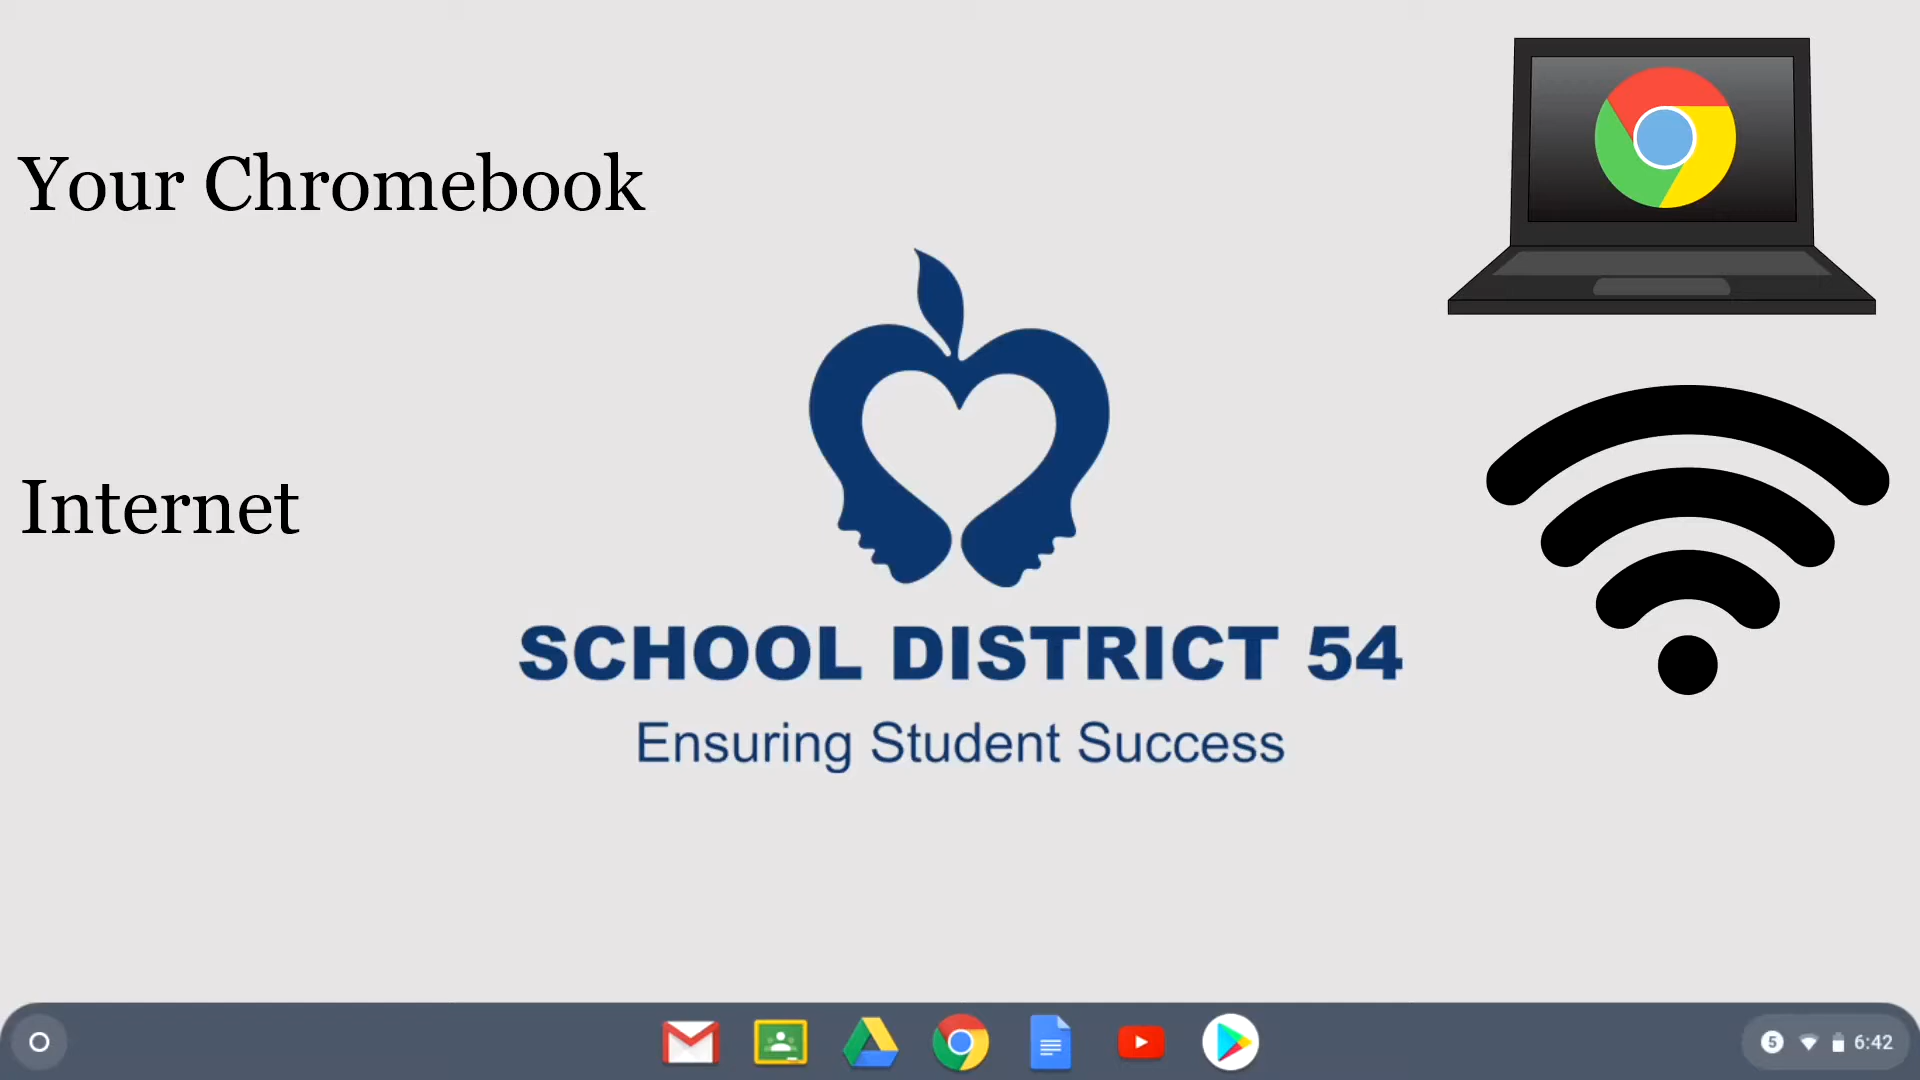 Your Chromebook
Internet
SCHOOL DISTRICT 54
Ensuring Student Success
5
6:42